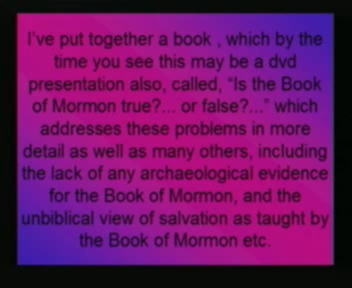 I've put together a book , which by the
time you see this may be a dvd
presentation also, called, “Is the Book
of Mormon true?... or false?...” which
addresses these problems in more
detail as well as many others, including
the lack of any archaeological evidence
for the Book of Mormon, and the
unbiblical view of salvation as taught by
the Book of Mormon etc.